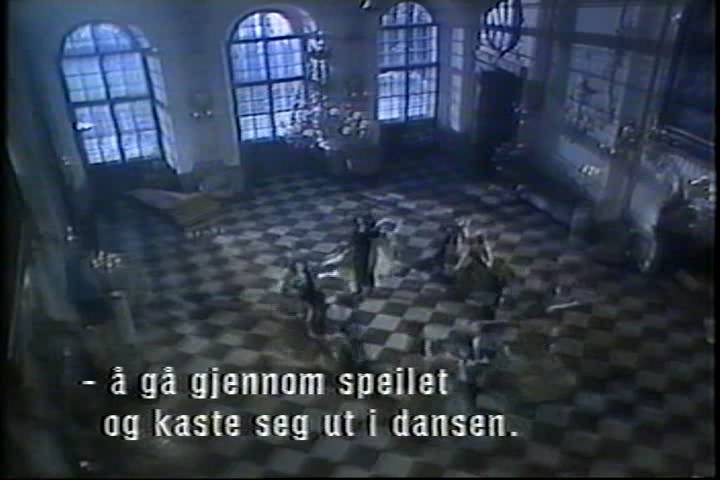 - å gå gjennom speilet
og kaste seg ut i dansen.